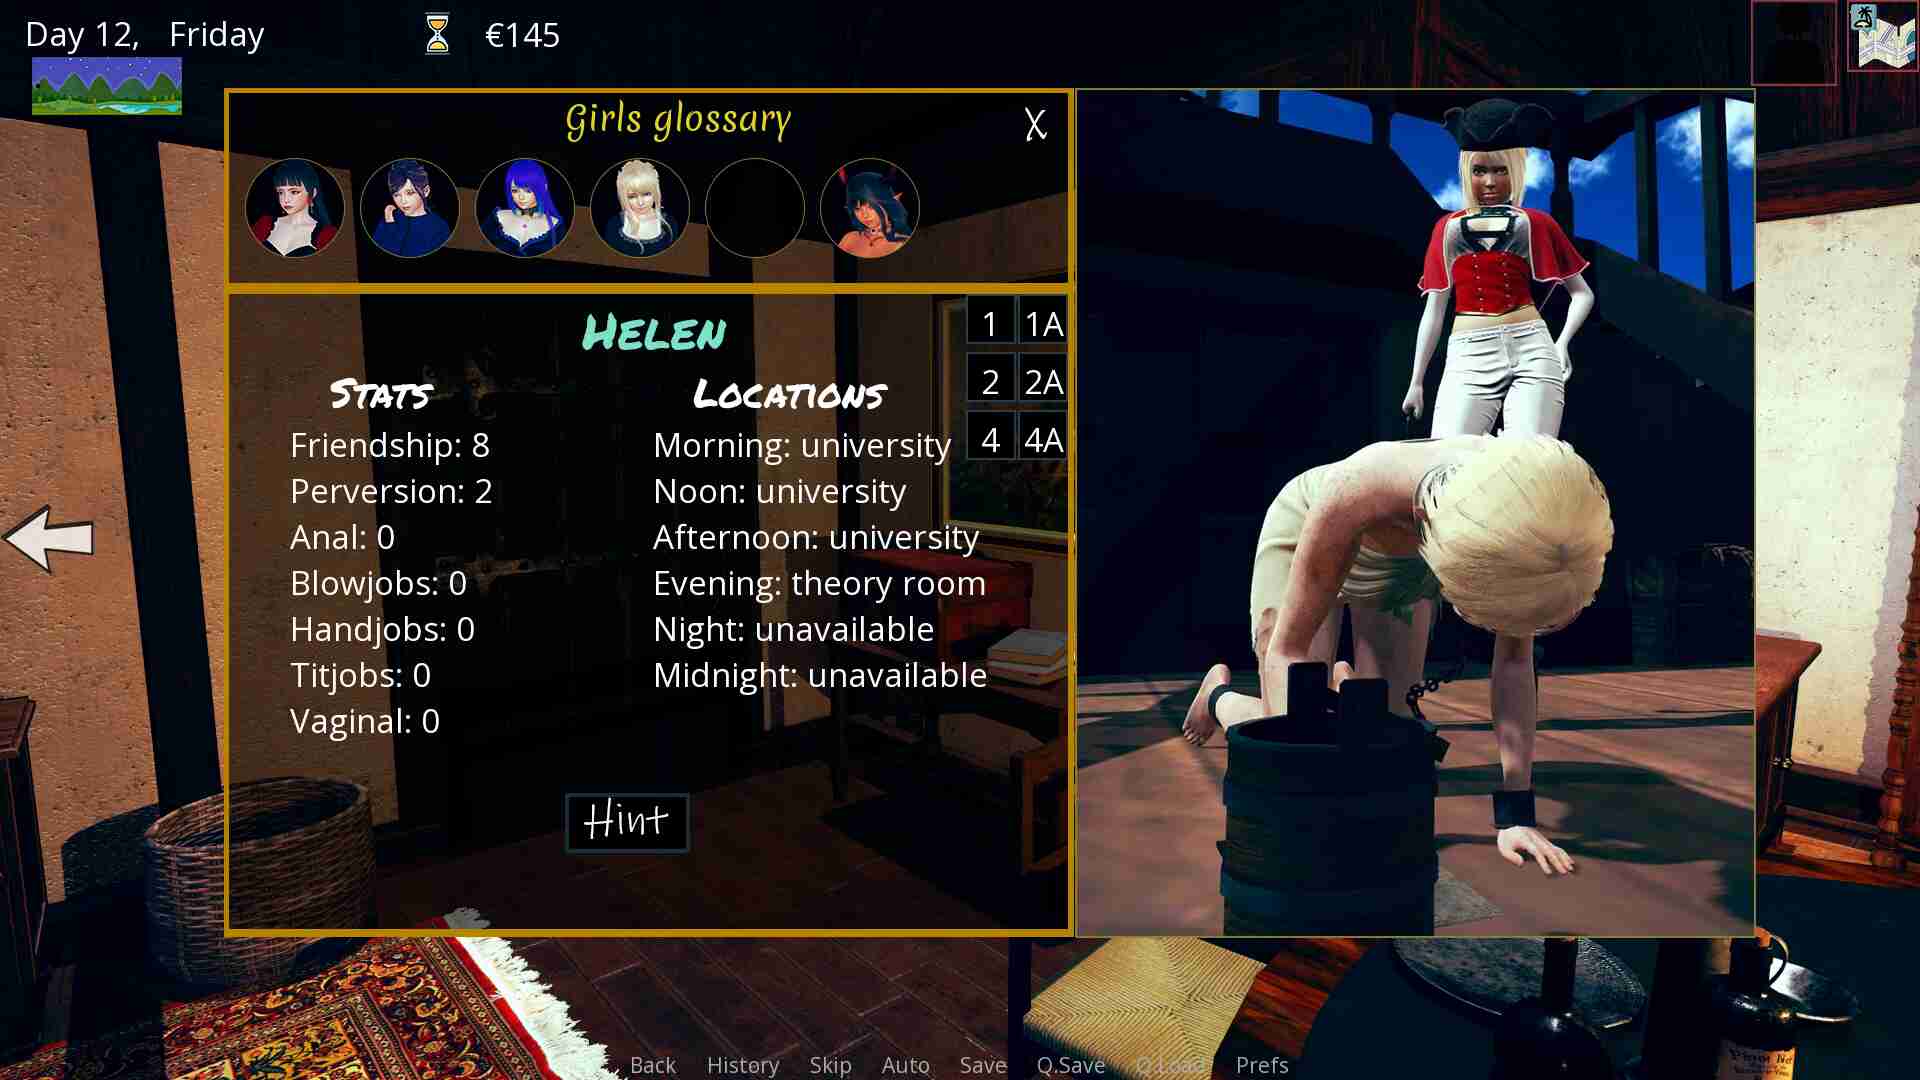 Day 12, Friday
€145
Girls glossary
X
HELEN
1 1A
2 2A
4 4A
STATS
Friendship: 8
Perversion: 2
Anal: 0
Blowjobs: 0
Handjobs: 0
Titjobs: 0
Vaginal: 0
LOCATIONS
Morning: university
Noon: university
Afternoon: university
Evening: theory room
Night: unavailable
Midnight: unavailable
Hint
Back History Skip Auto Save Q.Save Q.Load Prefs